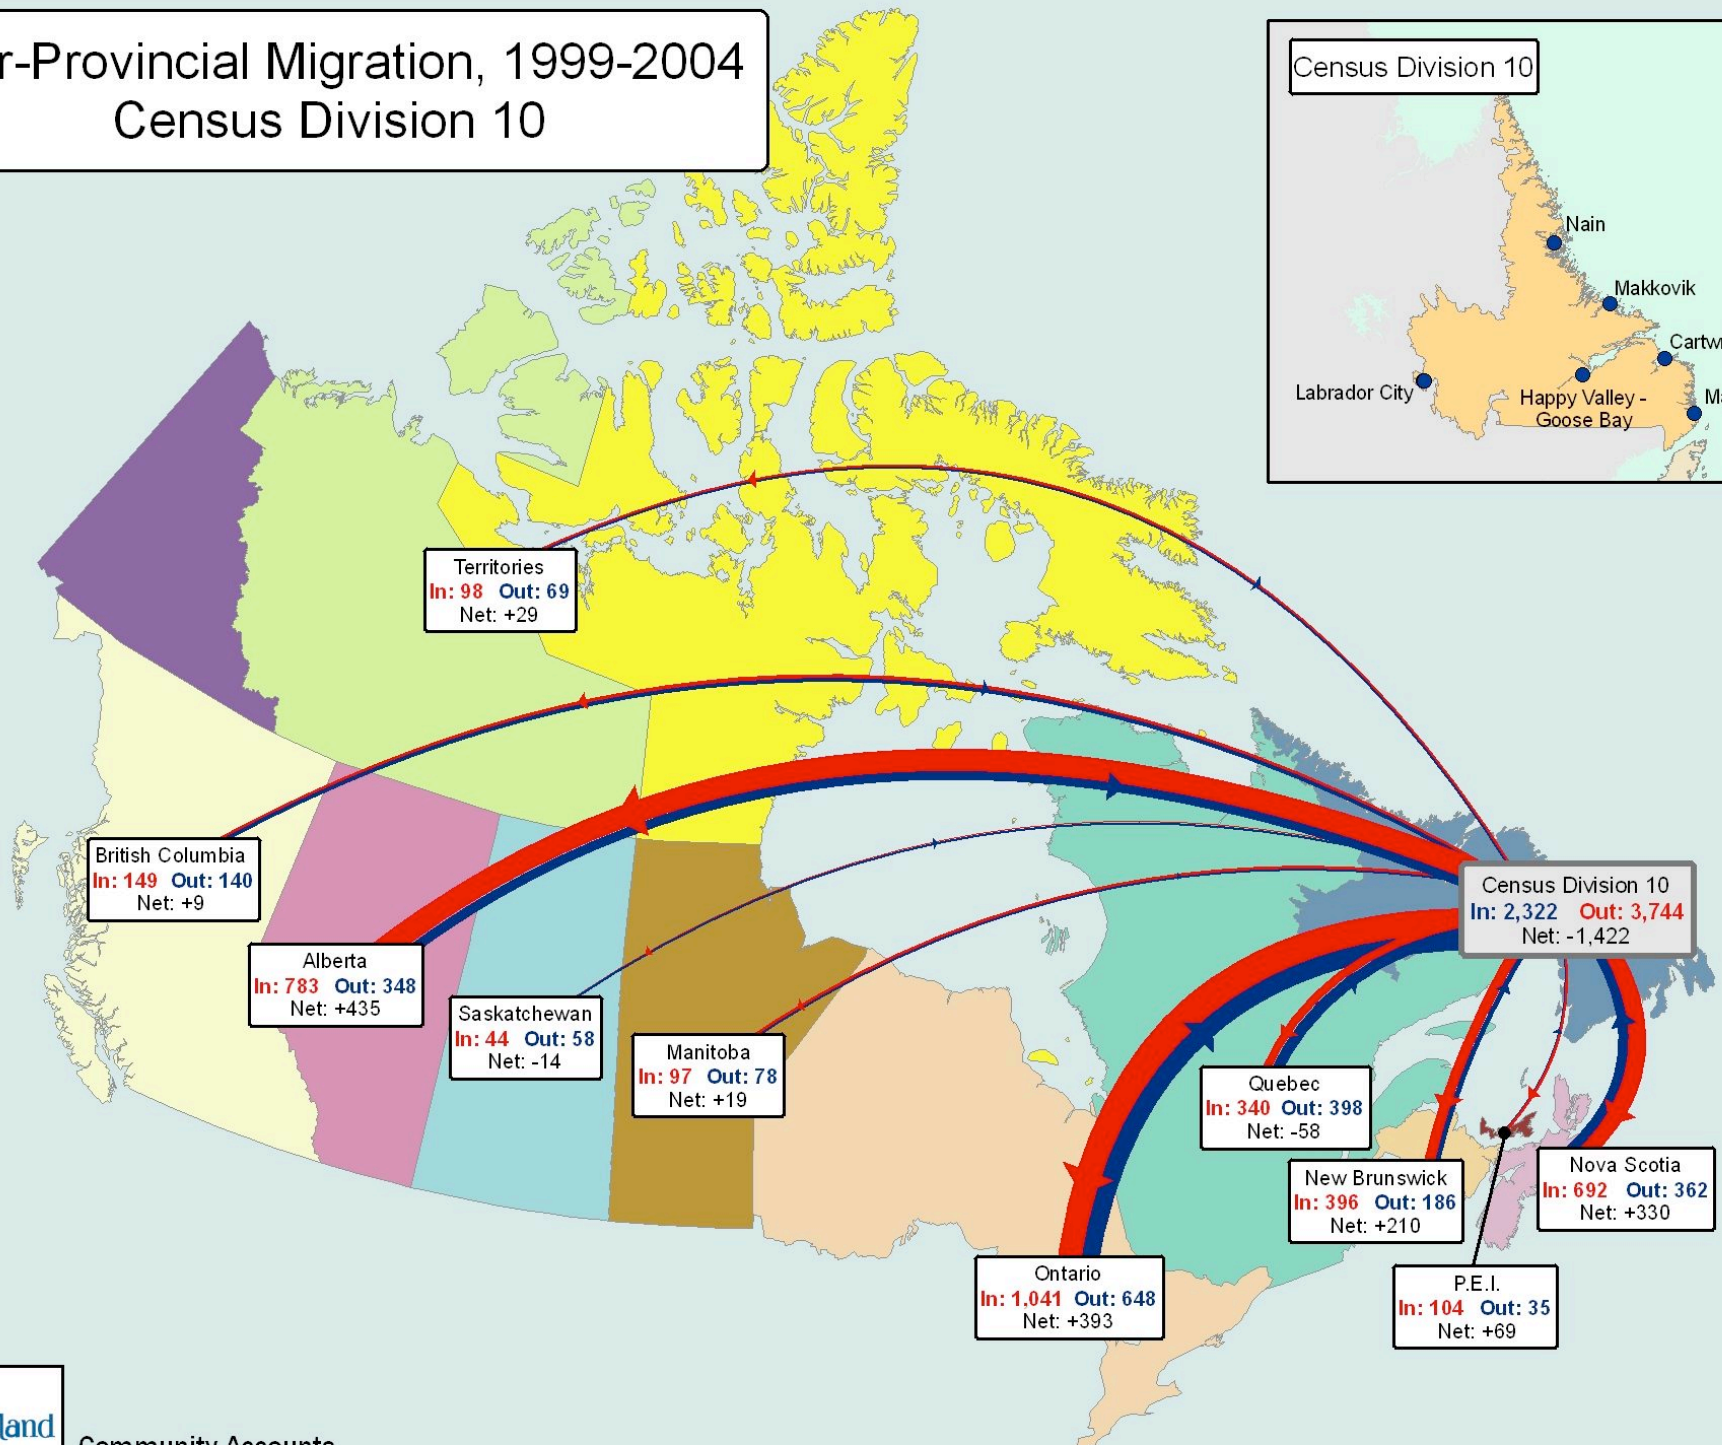 r-Provincial Migration, 1999-2004
Census Division 10
Census Division 10
Nain
Makkovik
Labrador City
Happy Valley -
Goose Bay
Territories
In: 98 Out: 69
Net: +29
British Columbia
In: 149 Out: 140
Net: +9
Alberta
In: 783 Out: 348
Net: +435
Saskatchewan
In: 44 Out: 58
Net: -14
Manitoba
In: 97 Out: 78
Net: +19
Census Division 10
In: 2,322 Out: 3,744
Net: -1,422
Quebec
In: 340 Out: 398
Net: -58
New Brunswick
In: 396 Out: 186
Net: +210
Nova Scotia
In: 692 Out: 362
Net: +330
Ontario
In: 1,041 Out: 648
Net: +393
P.E.I.
In: 104 Out: 35
Net: +69
land
Community Accounts